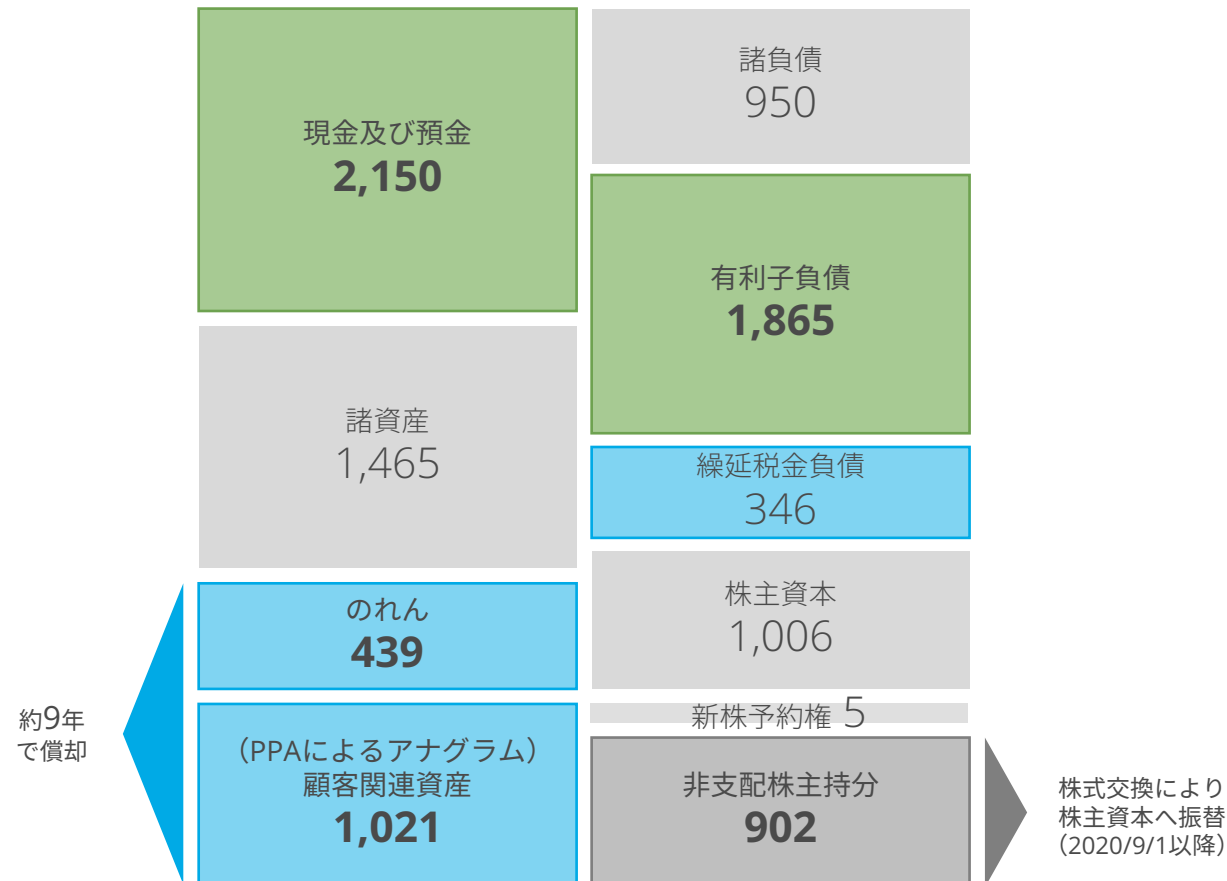 現金及び預金
2,150
諸資産
1,465
のれん
439
（PPAによるアナグラム）
顧客関連資産
1,021
約9年
で償却
諸負債
950
有利子負債
1,865
繰延税金負債
346
株主資本
1,006
新株予約権 5
非支配株主持分
902
株式交換により
株主資本へ振替
（2020/9/1以降）